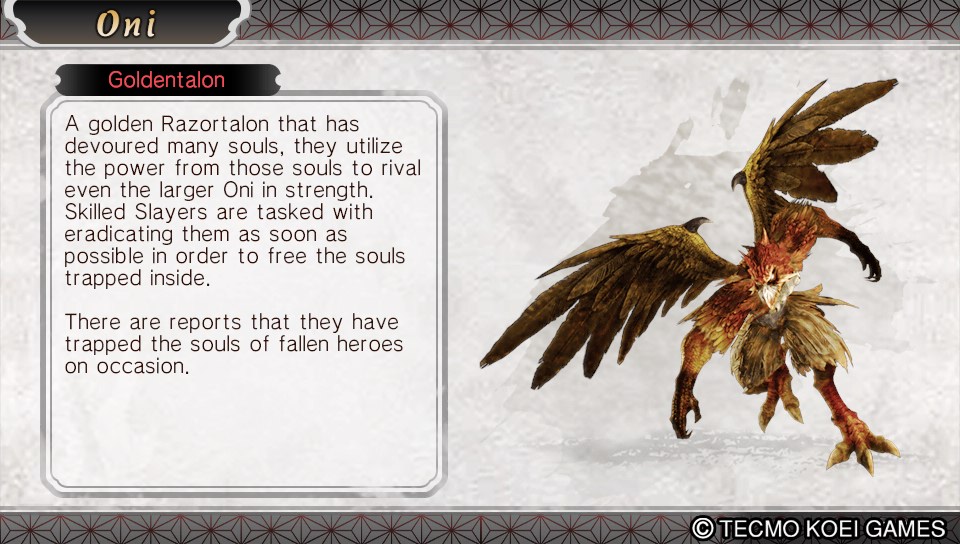 Oni
Goldentalon
A golden Razortalon that has
devoured many souls, they utilize
the power from those souls to rival
even the larger Oni in strength.
Skilled Slayers are tasked with
eradicating them as soon as
possible in order to free the souls
trapped inside.
There are reports that they have
trapped the souls of fallen heroes
on occasion.
© TECMO KOEI GAMES